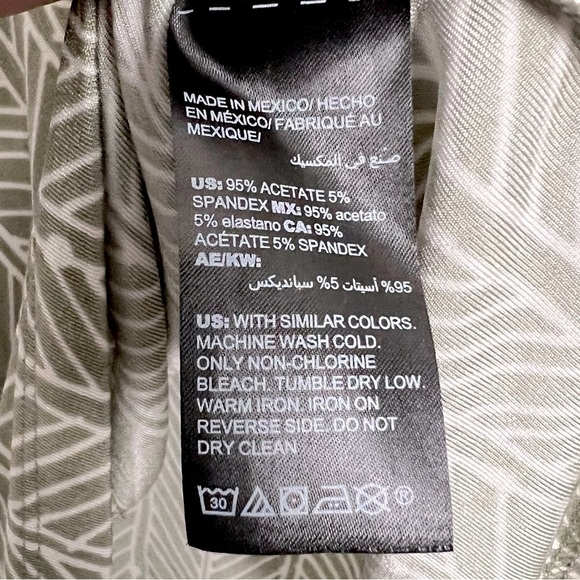 MADE IN MEXICO/ HECHO
EN MÉXICO/ FABRIQUÉ AU
MEXIQUE/
صنع في المكسيك
US: 95% ACETATE 5%
SPANDEX MX: 95% acetato
5% elastano CA: 95%
ACÉTATE 5% SPANDEX
AE/KW:
95% أسيتات 5% سباندیکس
US: WITH SIMILAR COLORS.
MACHINE WASH COLD.
ONLY NON-CHLORINE
BLEACH. TUMBLE DRY LOW.
WARM IRON. IRON ON
REVERSE SIDE. DO NOT
DRY CLEAN.
30 ®